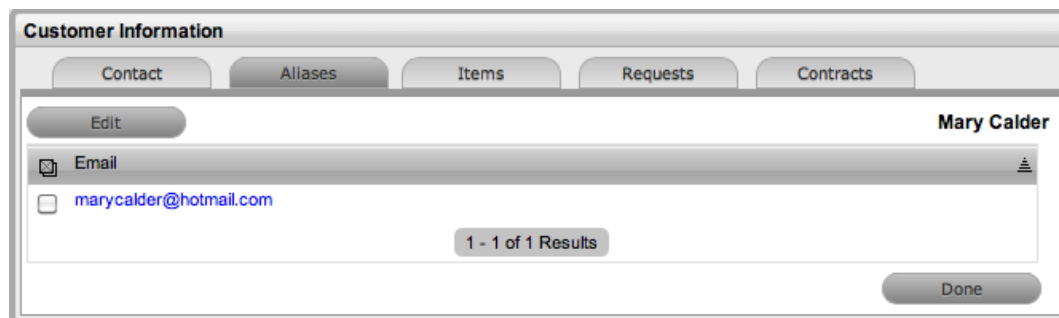 Customer Information
Contact Aliases Items Requests Contracts
Edit Mary Calder
Email
marycalder@hotmail.com
1 - 1 of 1 Results
Done